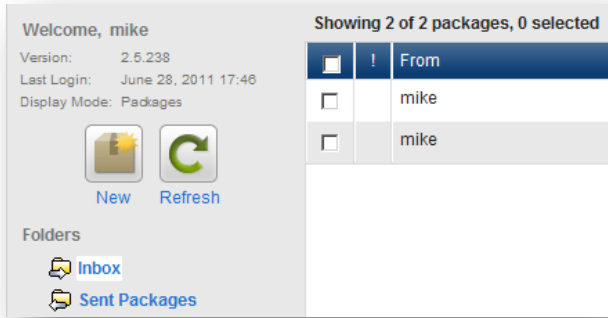 Welcome, mike
Version: 2.5.238
Last Login: June 28, 2011 17:46
Display Mode: Packages
New Refresh
Folders
Inbox
Sent Packages
Showing 2 of 2 packages, 0 selected
! From
mike
mike